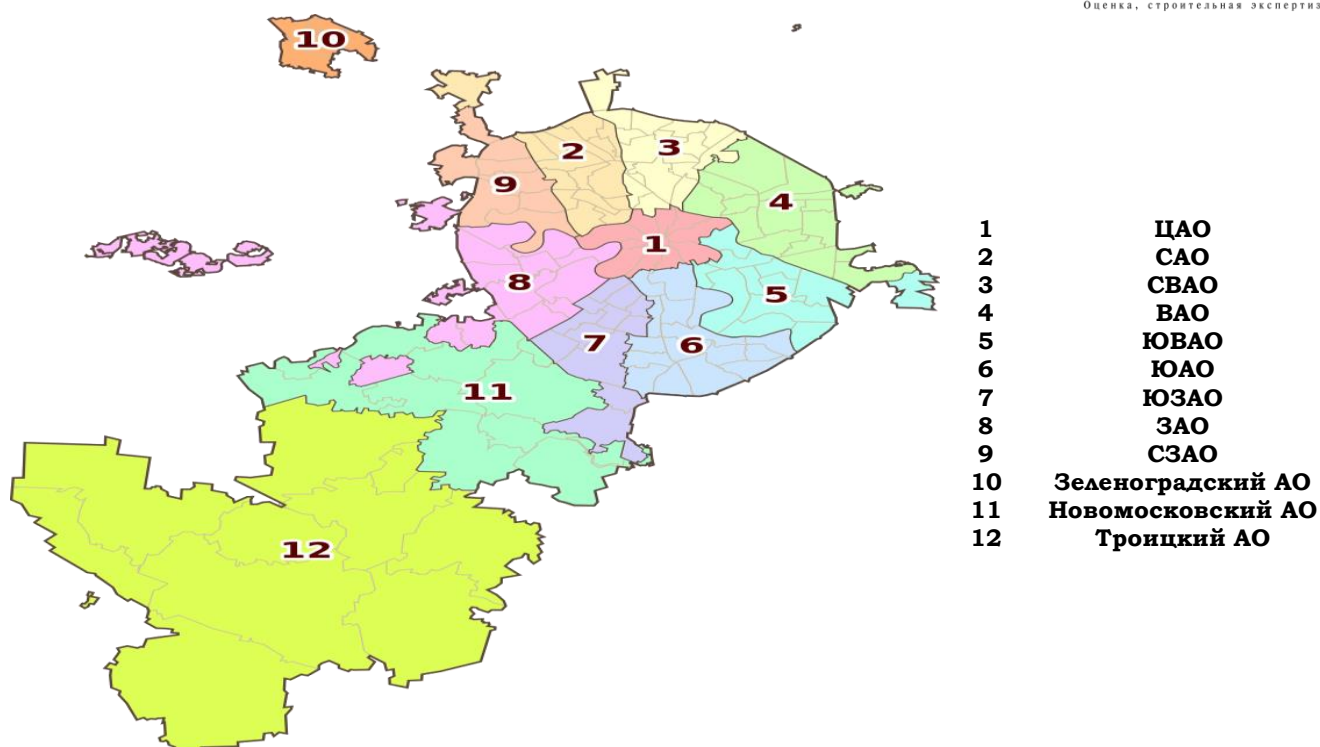 Оценка, строительная экспертиз
10
2
3
9
4
1
8
5
7
6
11
12
1 ЦАО
2 САО
3 СВАО
4 ВАО
5 ЮВАО
6 ЮАО
7 ЮЗАО
8 ЗАО
9 СЗАО
10 Зеленоградский АО
11 Новомосковский АО
12 Троицкий АО